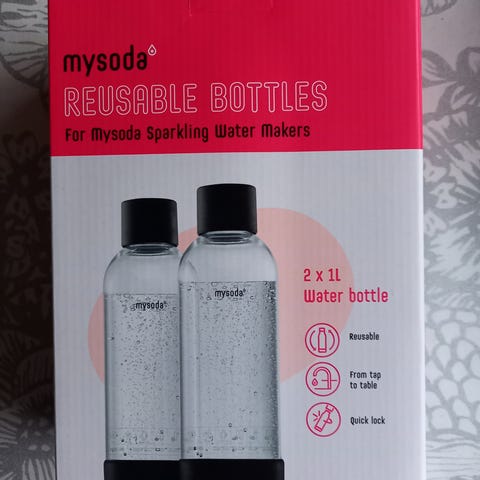 mysoda
REUSABLE BOTTLES
For Mysoda Sparkling Water Makers
2 x 1L
Water bottle
mysoda
mysoda
Reusable
From tap
to table
Quick lock